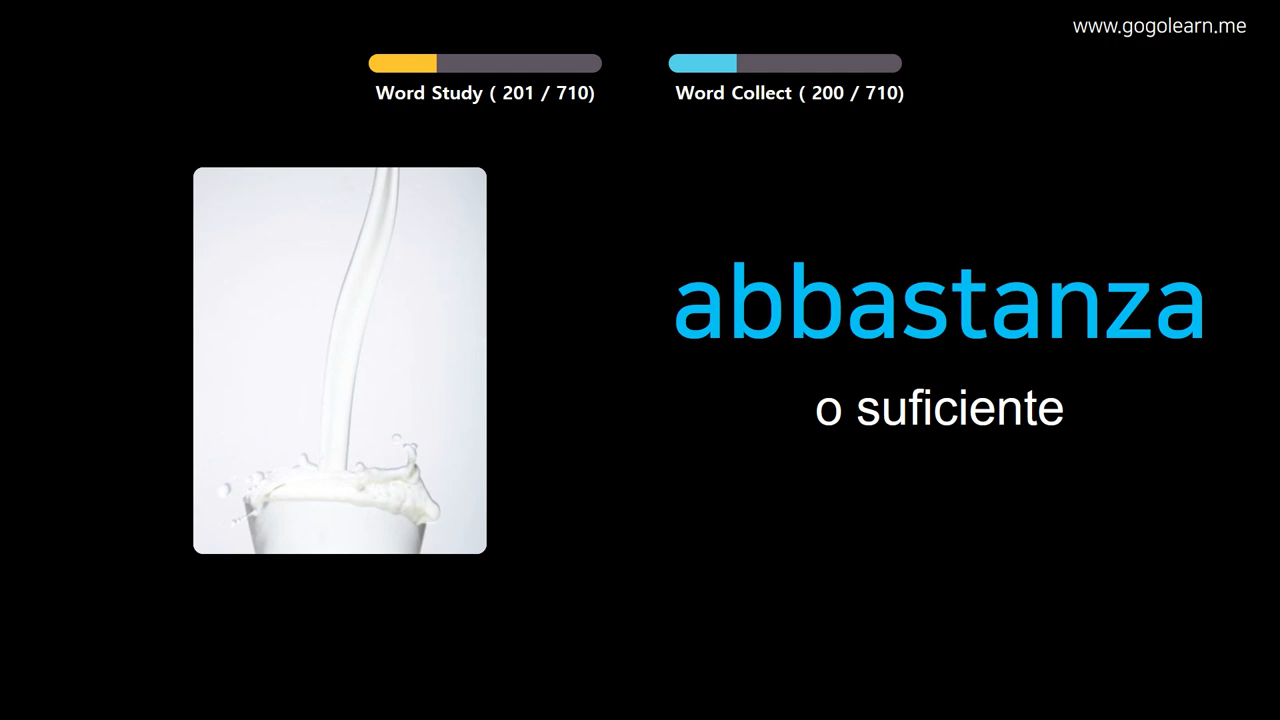 www.gogolearn.me
Word Study ( 201 / 710)
Word Collect ( 200 / 710)
abbastanza
o suficiente